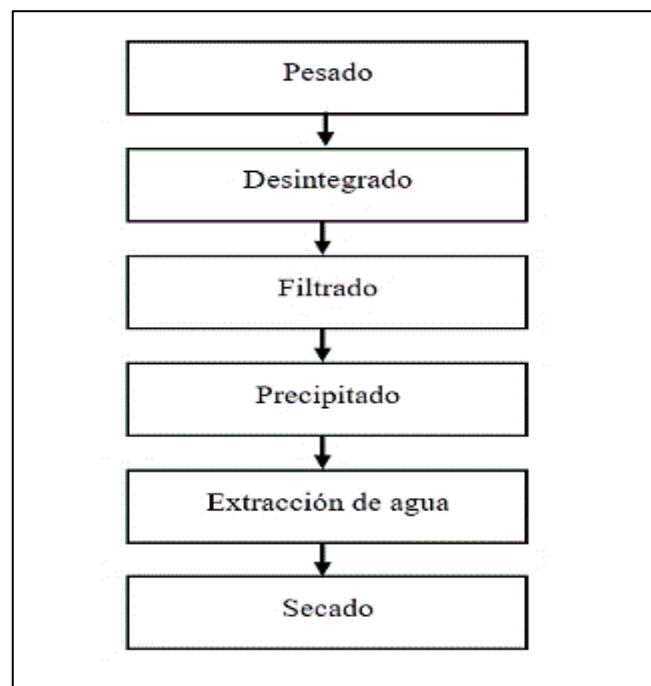 Pesado
Desintegrado
Filtrado
Precipitado
Extracción de agua
Secado